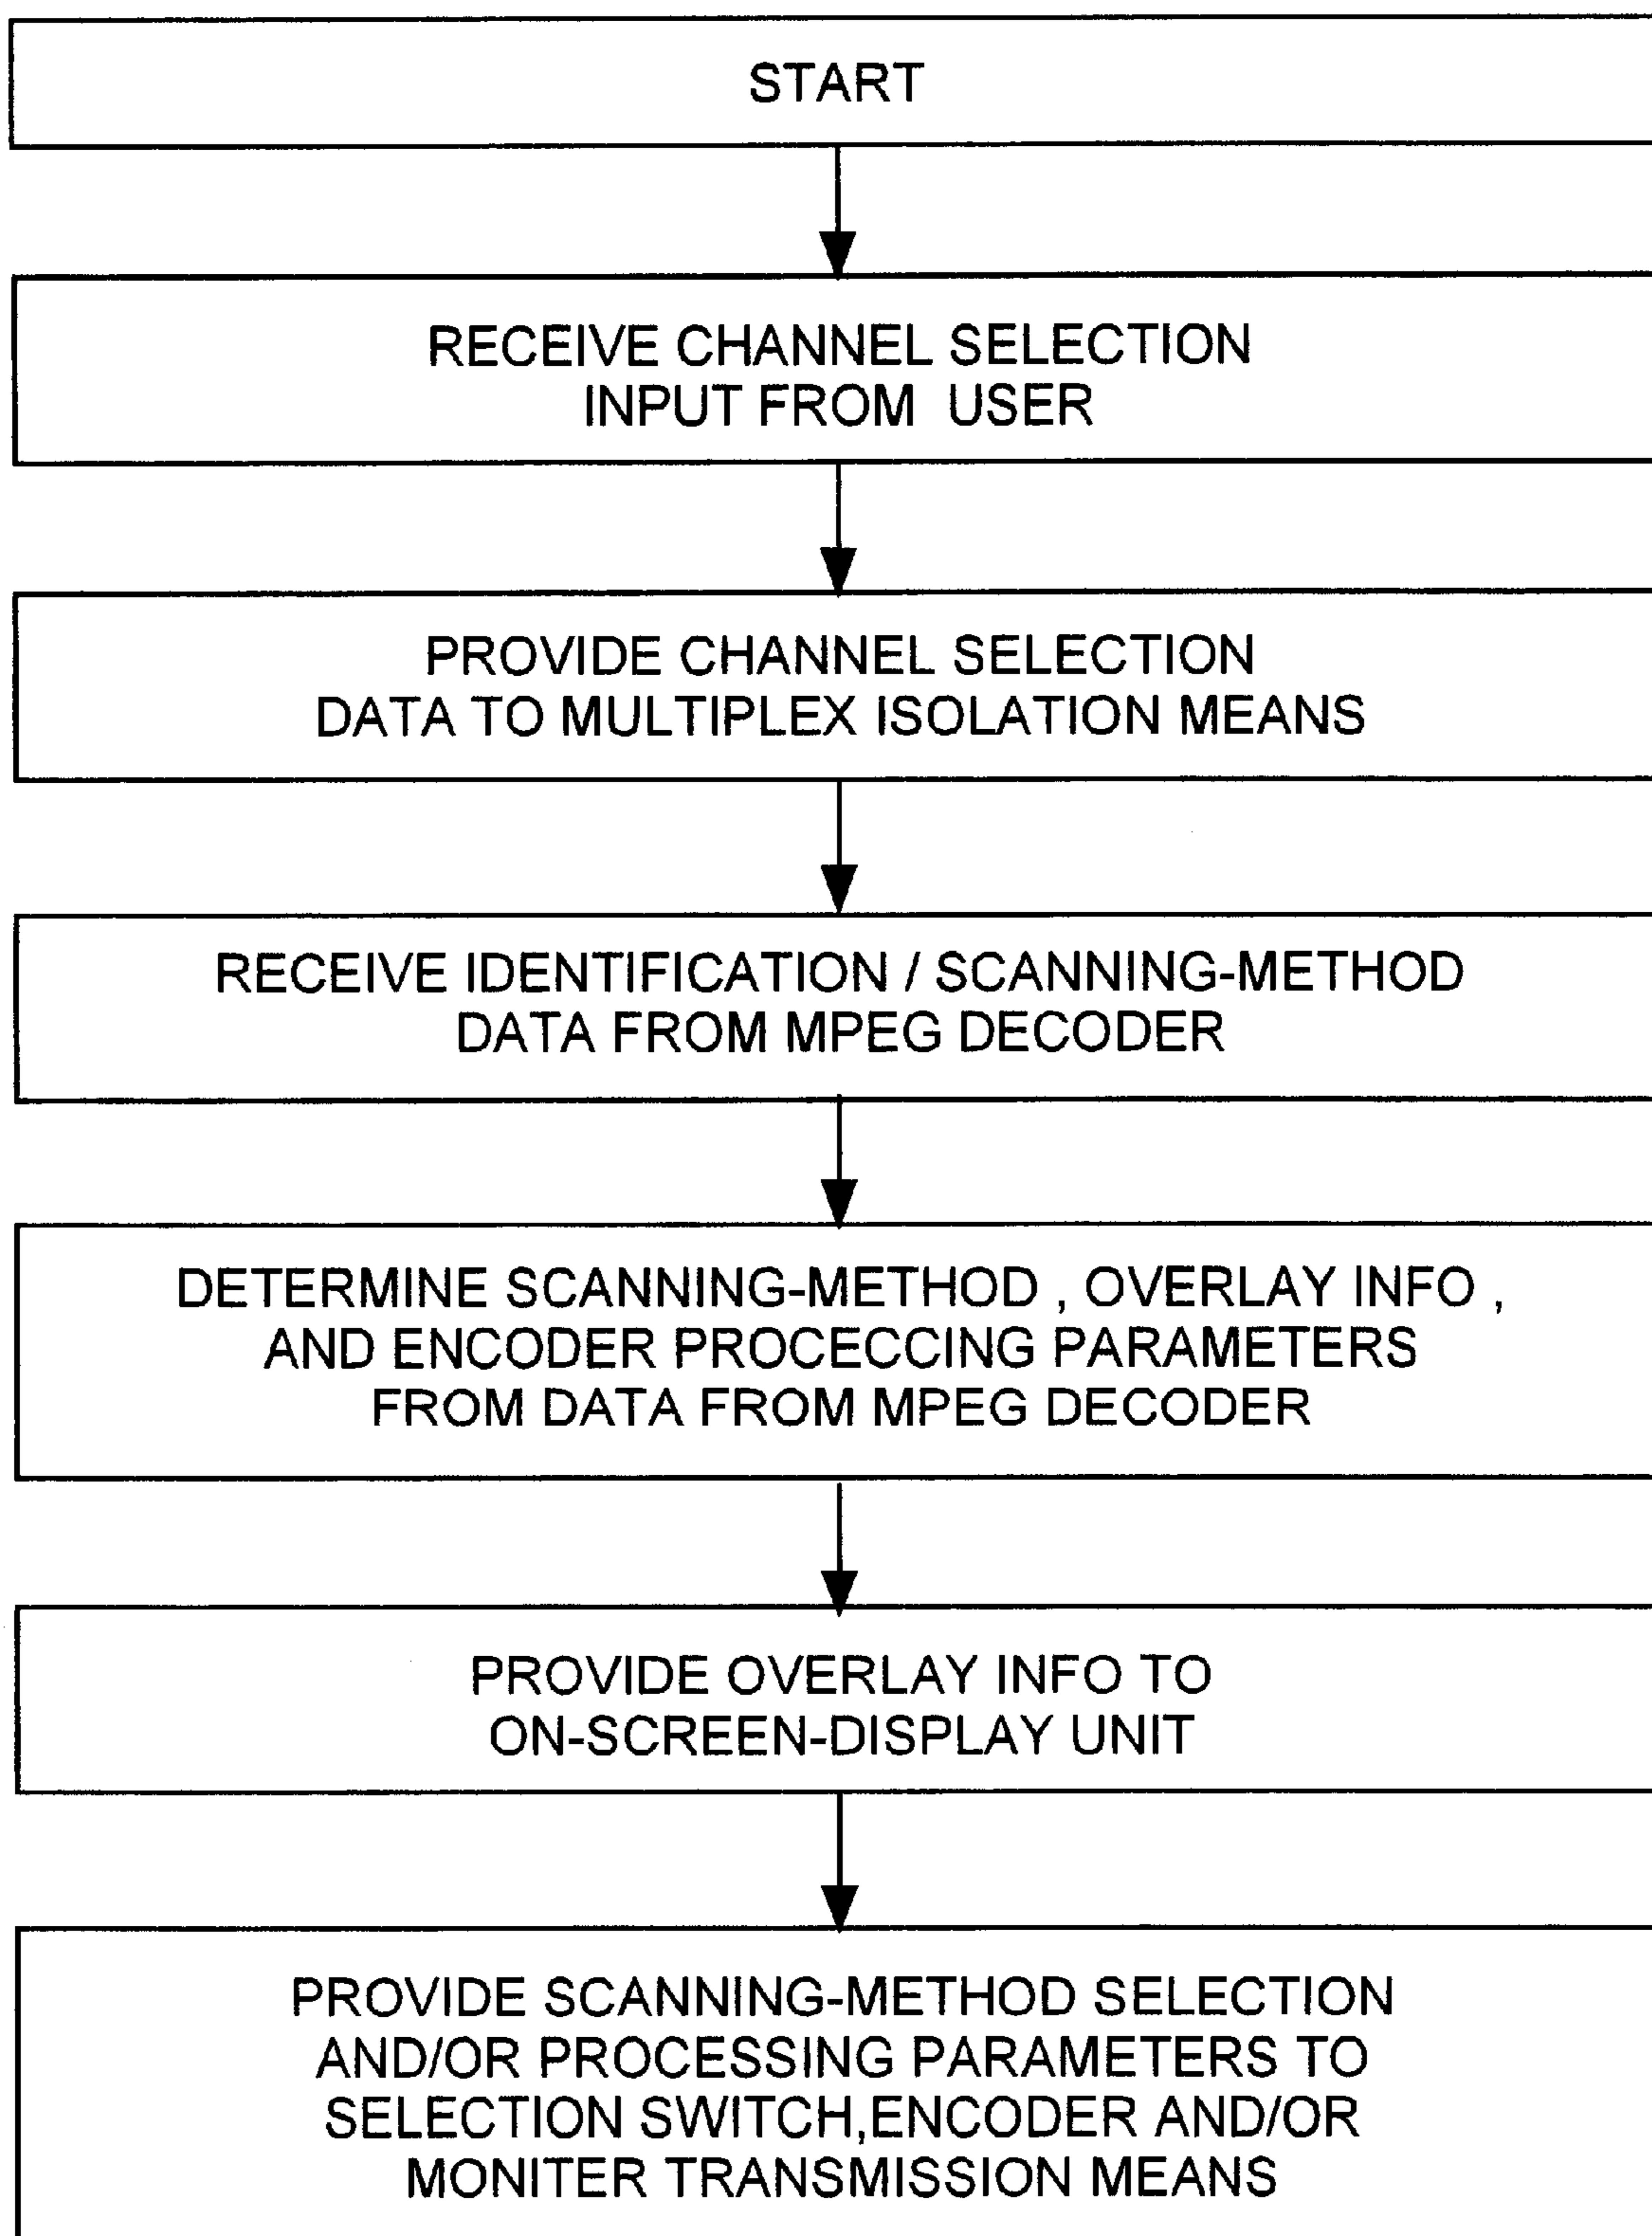 START
RECEIVE CHANNEL SELECTION
INPUT FROM USER
PROVIDE CHANNEL SELECTION
DATA TO MULTIPLEX ISOLATION MEANS
RECEIVE IDENTIFICATION / SCANNING-METHOD
DATA FROM MPEG DECODER
DETERMINE SCANNING-METHOD , OVERLAY INFO ,
AND ENCODER PROCECCING PARAMETERS
FROM DATA FROM MPEG DECODER
PROVIDE OVERLAY INFO TO
ON-SCREEN-DISPLAY UNIT
PROVIDE SCANNING-METHOD SELECTION
AND/OR PROCESSING PARAMETERS TO
SELECTION SWITCH,ENCODER AND/OR
MONITER TRANSMISSION MEANS